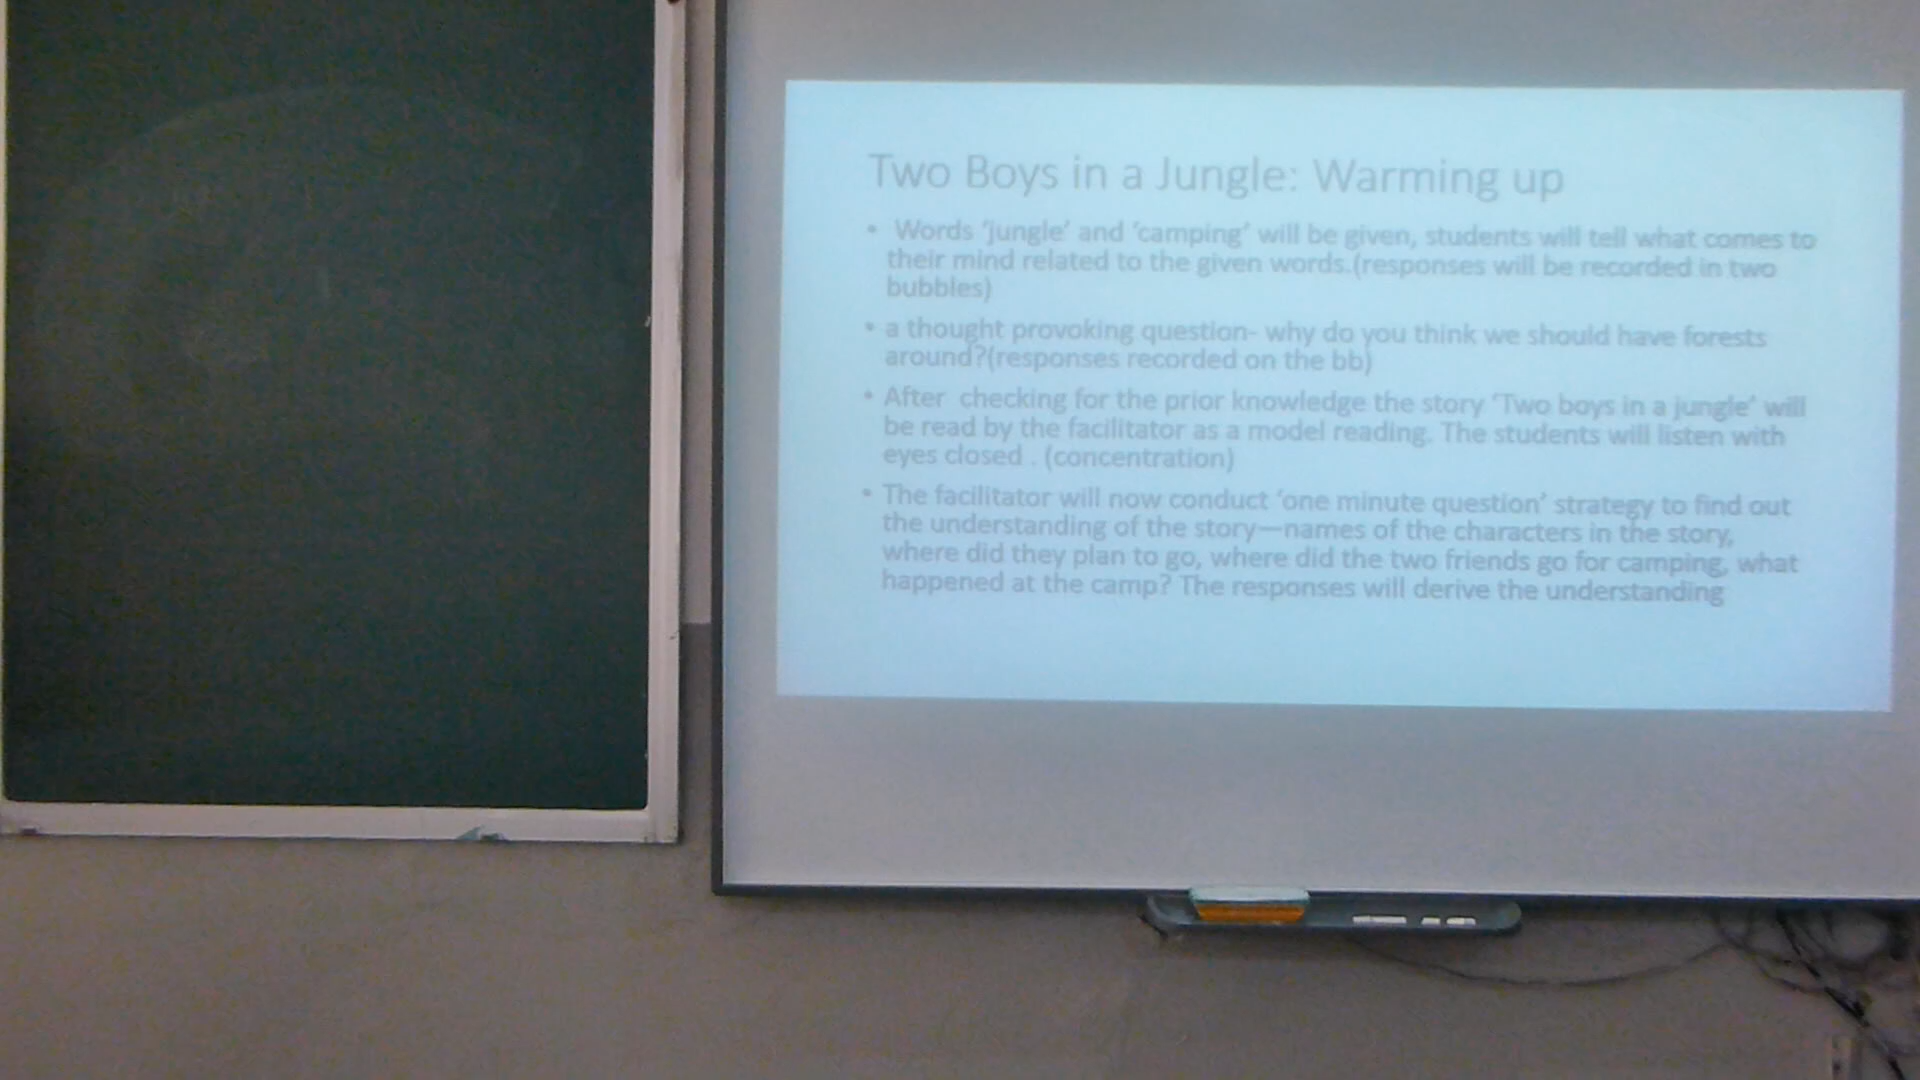 Two Boys in a Jungle: Warming up
• Words ‘jungle’ and ‘camping’ will be given, students will tell what comes to
their mind related to the given words.(responses will be recorded in two
bubbles)
• a thought provoking question- why do you think we should have forests
around?(responses recorded on the bb)
• After checking for the prior knowledge the story ‘Two boys in a jungle’ will
be read by the facilitator as a model reading. The students will listen with
eyes closed . (concentration)
• The facilitator will now conduct ‘one minute question’ strategy to find out
the understanding of the story—names of the characters in the story,
where did they plan to go, where did the two friends go for camping, what
happened at the camp? The responses will derive the understanding